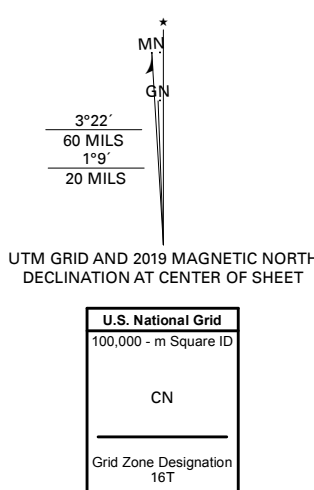 ★
MN
GN
3°22´
60 MILS
1°9´
20 MILS
UTM GRID AND 2019 MAGNETIC NORTH
DECLINATION AT CENTER OF SHEET
U.S. National Grid
100,000 - m Square ID
CN
Grid Zone Designation
16T